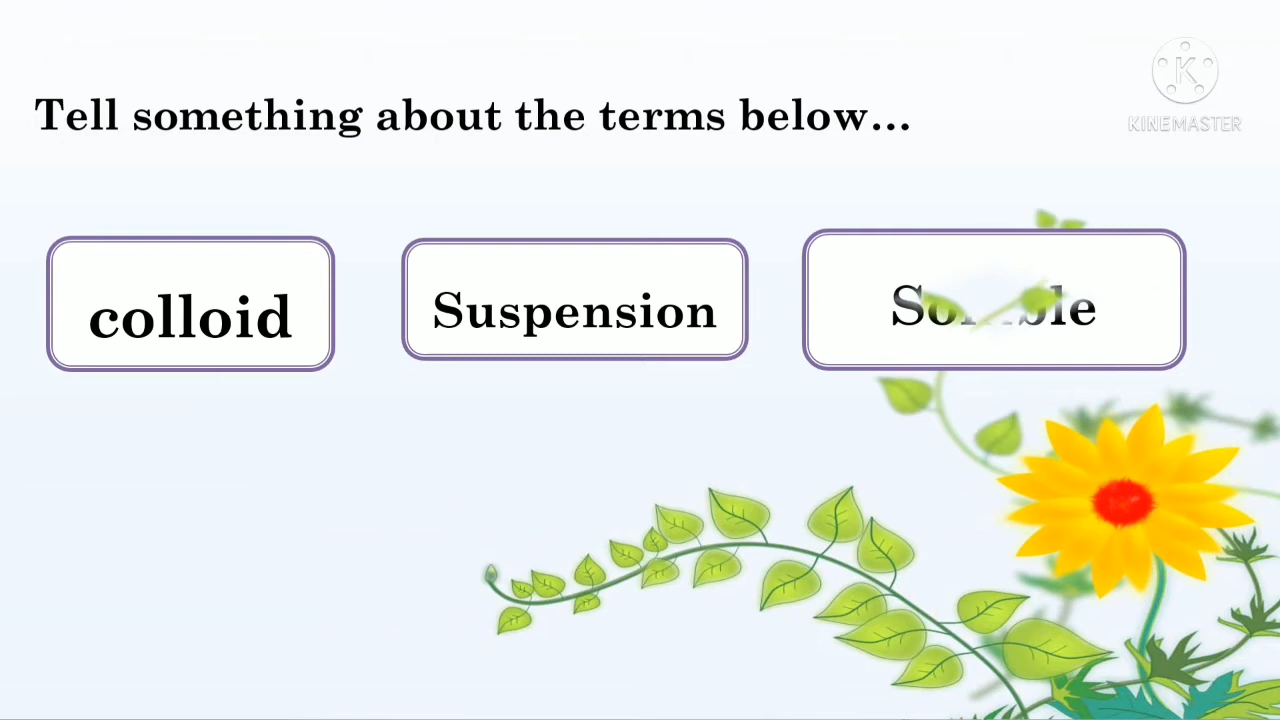 Tell something about the terms below...
colloid
Suspension
KINEMASTER